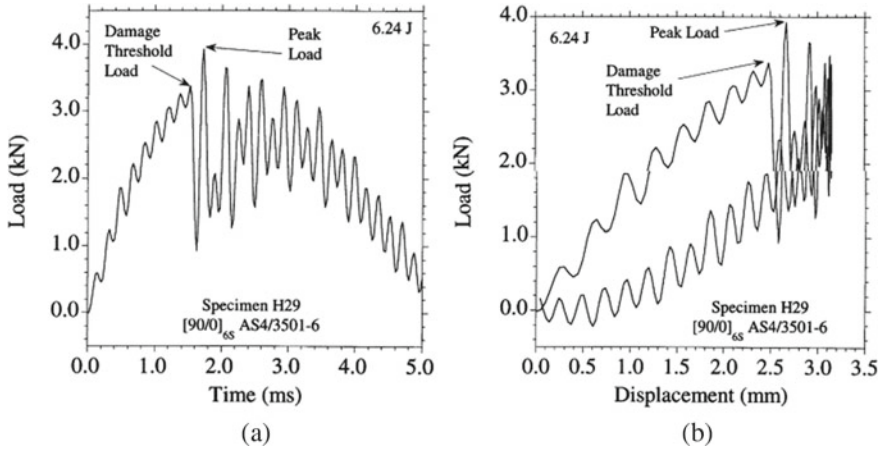 4.0
3.0
2.0
1.0
0.0
Load (kN)
Damage
Threshold
Load
Peak
Load
6.24 J
Specimen H29
[90/0]6S AS4/3501-6
0.0 1.0 2.0 3.0 4.0 5.0
Time (ms)
(a)
4.0
3.0
2.0
1.0
0.0
Load (kN)
6.24 J
Peak Load
Damage
Threshold
Load
Specimen H29
[90/0]6S AS4/3501-6
0.0 0.5 1.0 1.5 2.0 2.5 3.0 3.5
Displacement (mm)
(b)